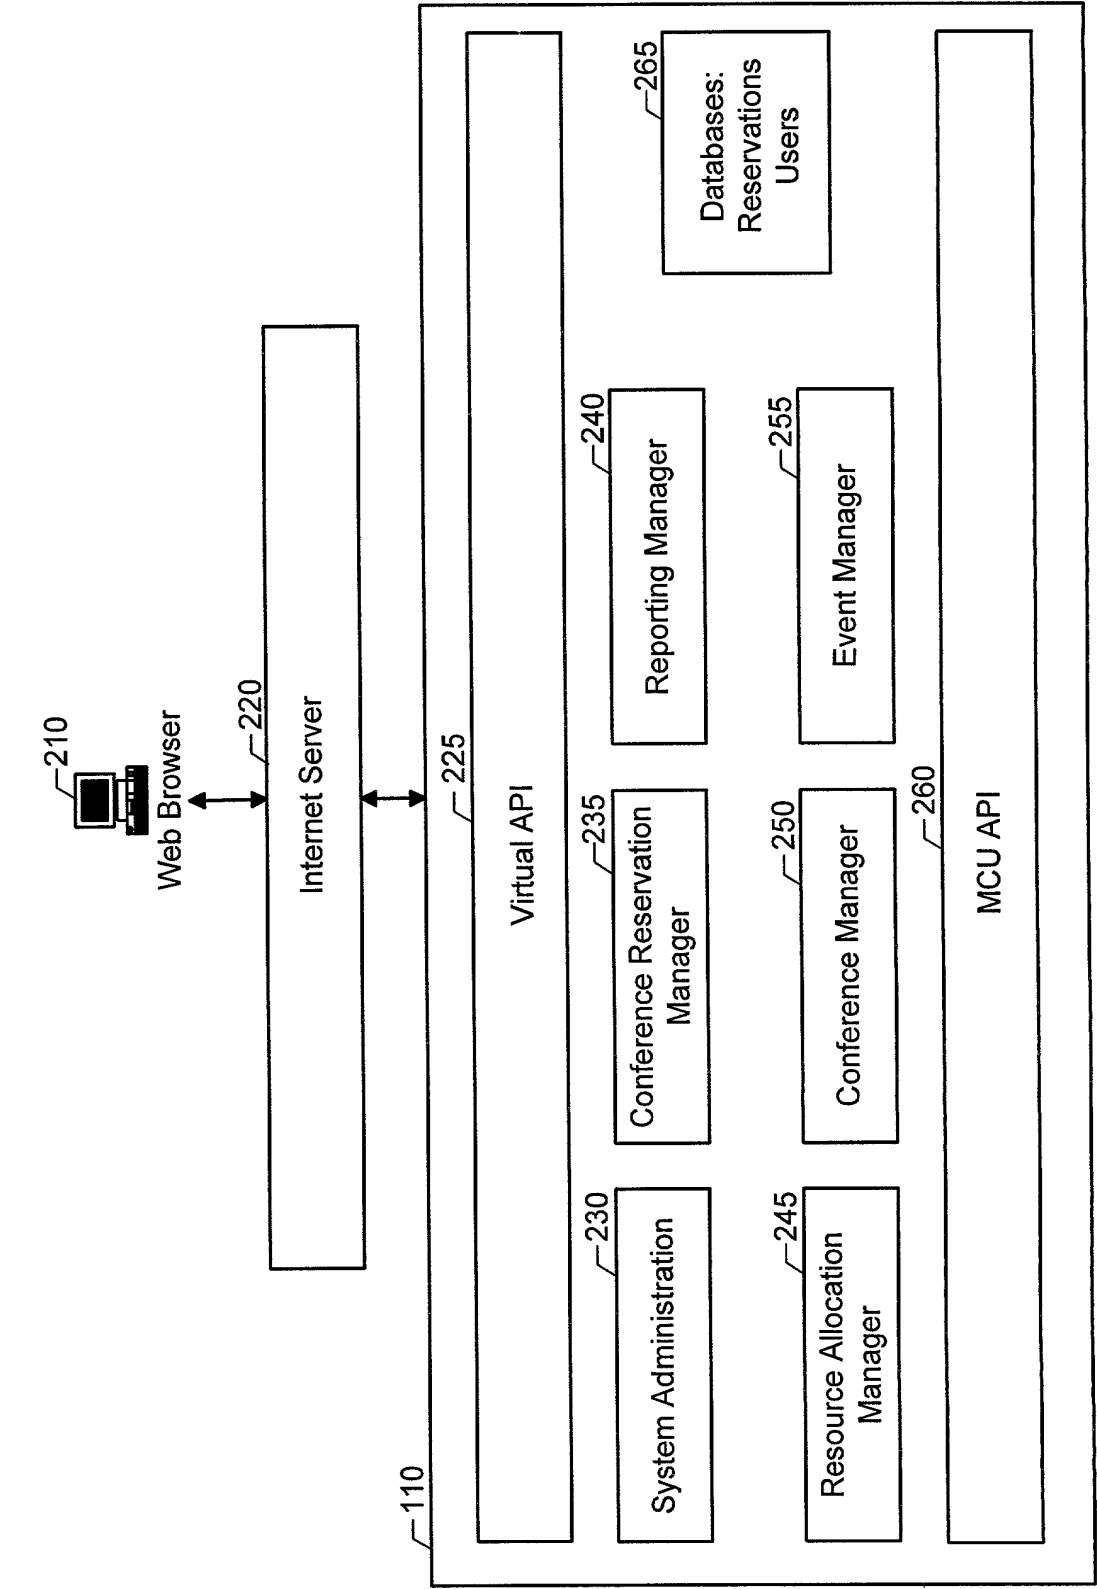 210
Web Browser
220
Internet Server
110
225
Virtual API
230
System Administration
235
Conference Reservation
Manager
240
Reporting Manager
265
Databases:
Reservations
Users
245
Resource Allocation
Manager
250
Conference Manager
255
Event Manager
260
MCU API